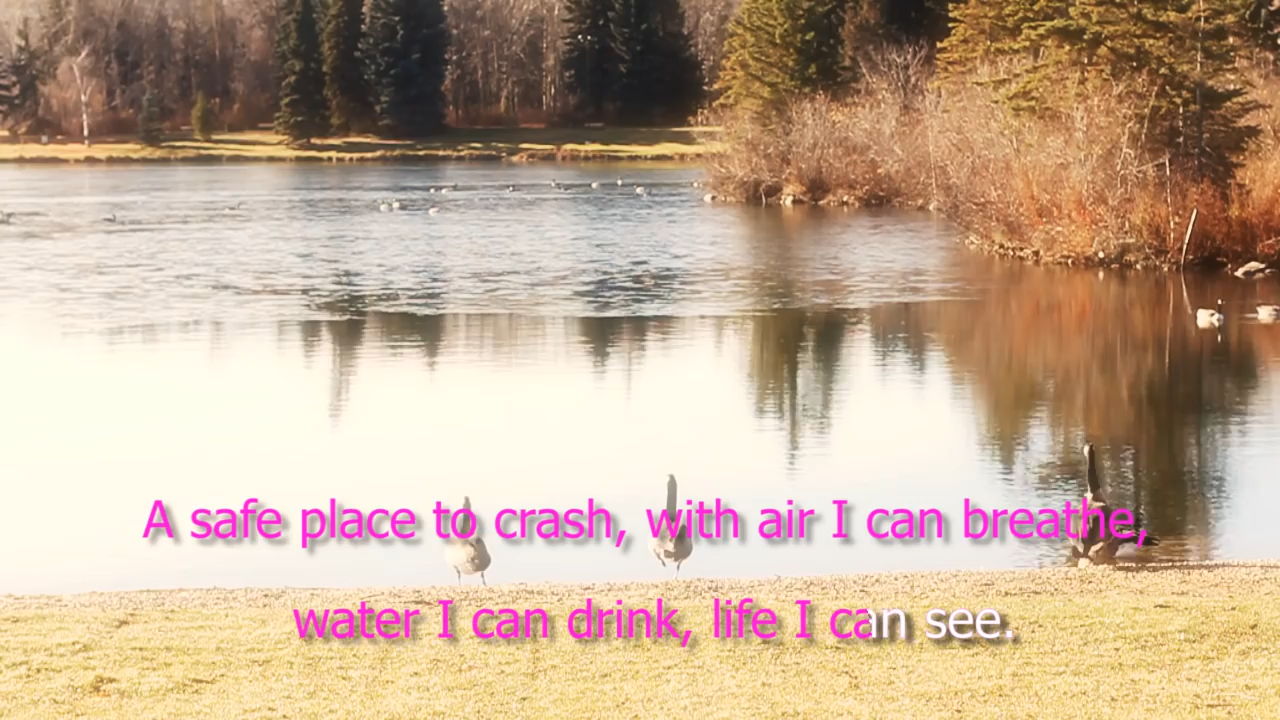 A safe place to crash, with air I can breathe,
water I can drink, life I can see.